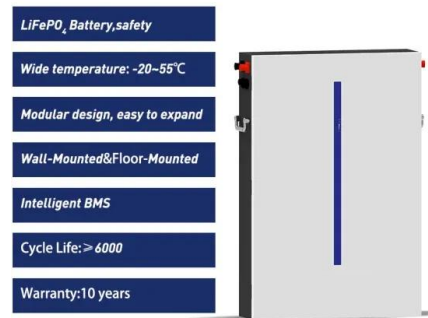 LiFePO₄ Battery,safety
Wide temperature: -20~55℃
Modular design, easy to expand
Wall-Mounted&Floor-Mounted
Intelligent BMS
Cycle Life:≥6000
Warranty:10 years